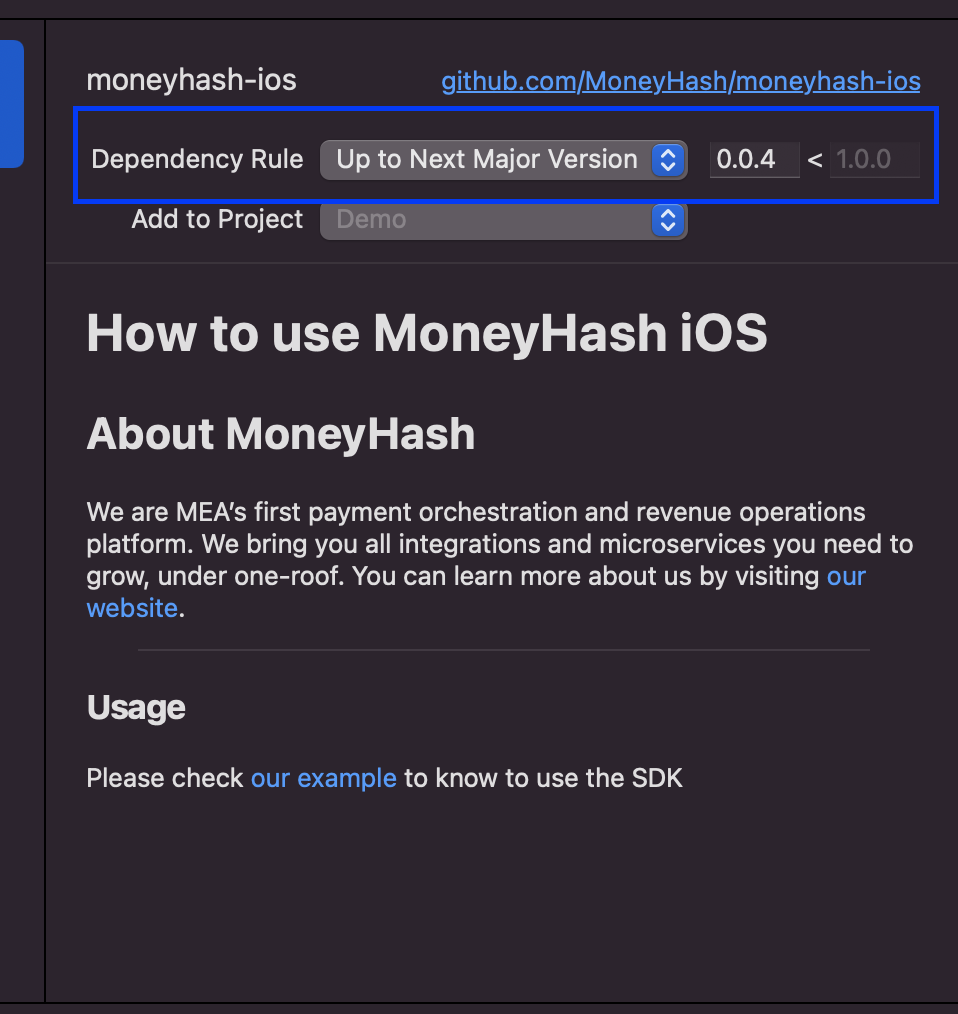 moneyhash-ios github.com/MoneyHash/moneyhash-ios
Dependency Rule Up to Next Major Version 0.0.4 < 1.0.0
Add to Project Demo
How to use MoneyHash iOS
About MoneyHash
We are MEA’s first payment orchestration and revenue operations
platform. We bring you all integrations and microservices you need to
grow, under one-roof. You can learn more about us by visiting our
website.
Usage
Please check our example to know to use the SDK